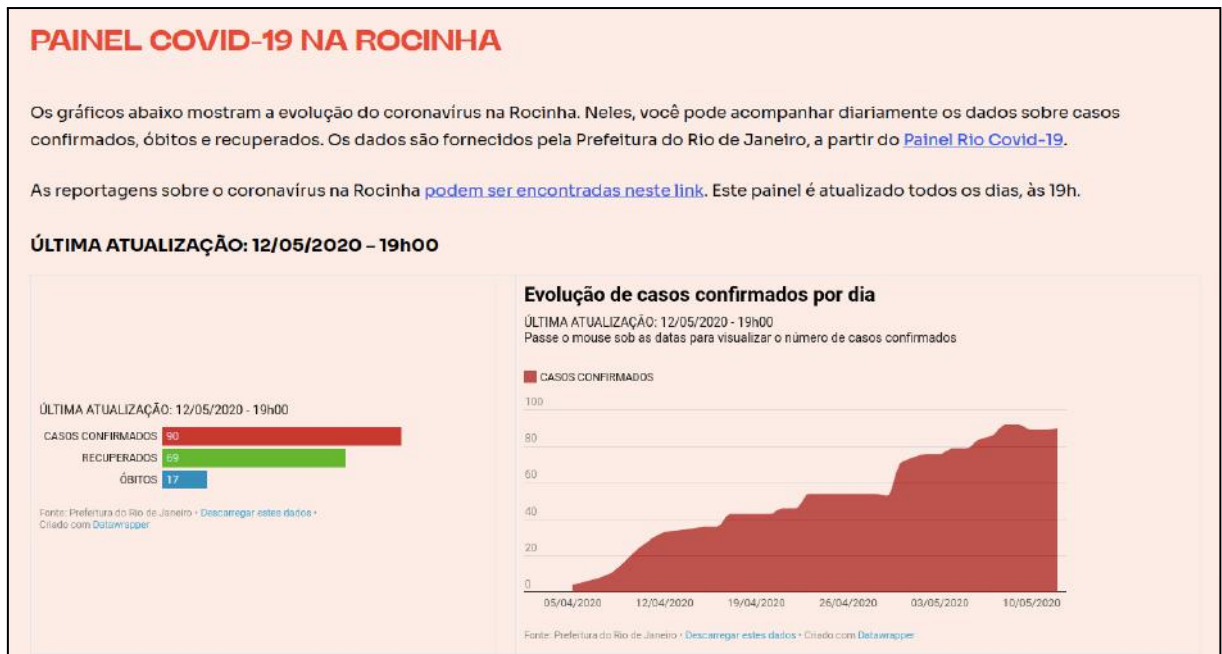 PAINEL COVID-19 NA ROCINHA
Os gráficos abaixo mostram a evolução do coronavírus na Rocinha. Neles, você pode acompanhar diariamente os dados sobre casos
confirmados, óbitos e recuperados. Os dados são fornecidos pela Prefeitura do Rio de Janeiro, a partir do Painel Rio Covid-19.
As reportagens sobre o coronavírus na Rocinha podem ser encontradas neste link. Este painel é atualizado todos os dias, às 19h.
ÚLTIMA ATUALIZAÇÃO: 12/05/2020 – 19h00
ÚLTIMA ATUALIZAÇÃO: 12/05/2020 - 19h00
CASOS CONFIRMADOS 90
RECUPERADOS 69
ÓBITOS 17
Fonte: Prefeitura do Rio de Janeiro • Descarregar estes dados •
Criado com Datawrapper
Evolução de casos confirmados por dia
ÚLTIMA ATUALIZAÇÃO: 12/05/2020 - 19h00
Passe o mouse sob as datas para visualizar o número de casos confirmados
CASOS CONFIRMADOS
100
80
60
40
20
0
05/04/2020 12/04/2020 19/04/2020 26/04/2020 03/05/2020 10/05/2020
Fonte: Prefeitura do Rio de Janeiro • Descarregar estes dados • Criado com Datawrapper